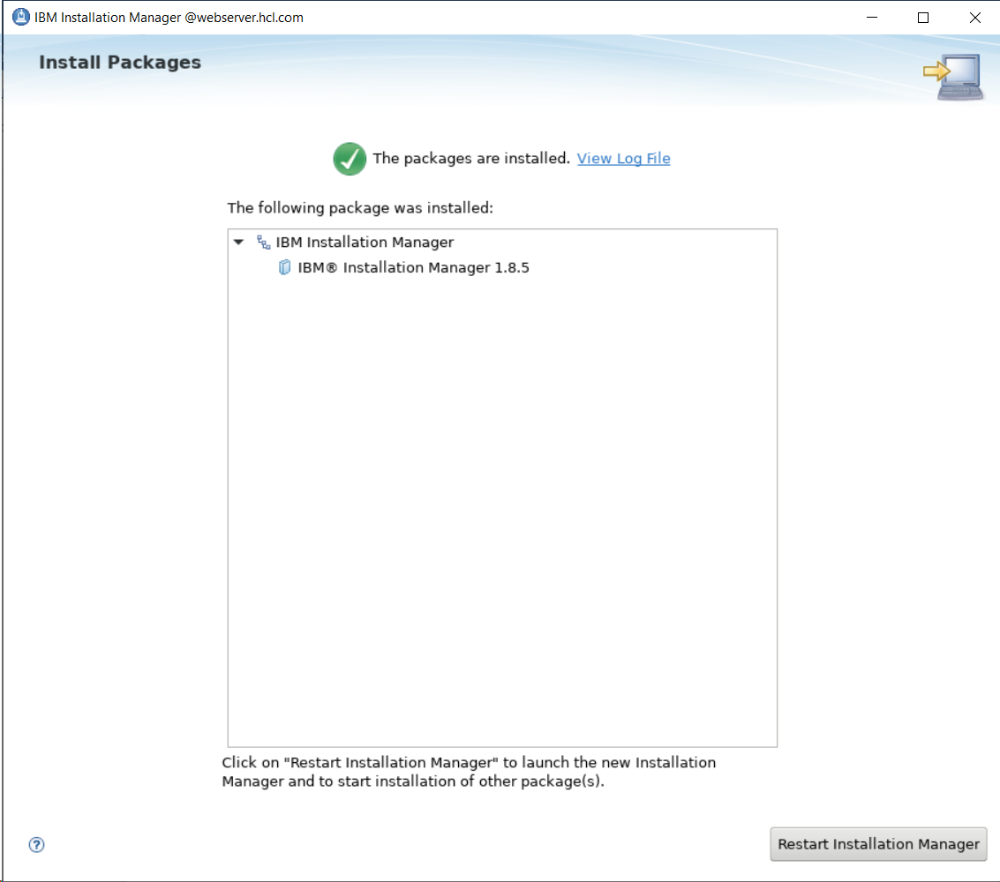 IBM Installation Manager @webserver.hcl.com
Install Packages
The packages are installed. View Log File
The following package was installed:
IBM Installation Manager
IBM® Installation Manager 1.8.5
Click on "Restart Installation Manager" to launch the new Installation
Manager and to start installation of other package(s).
?
Restart Installation Manager